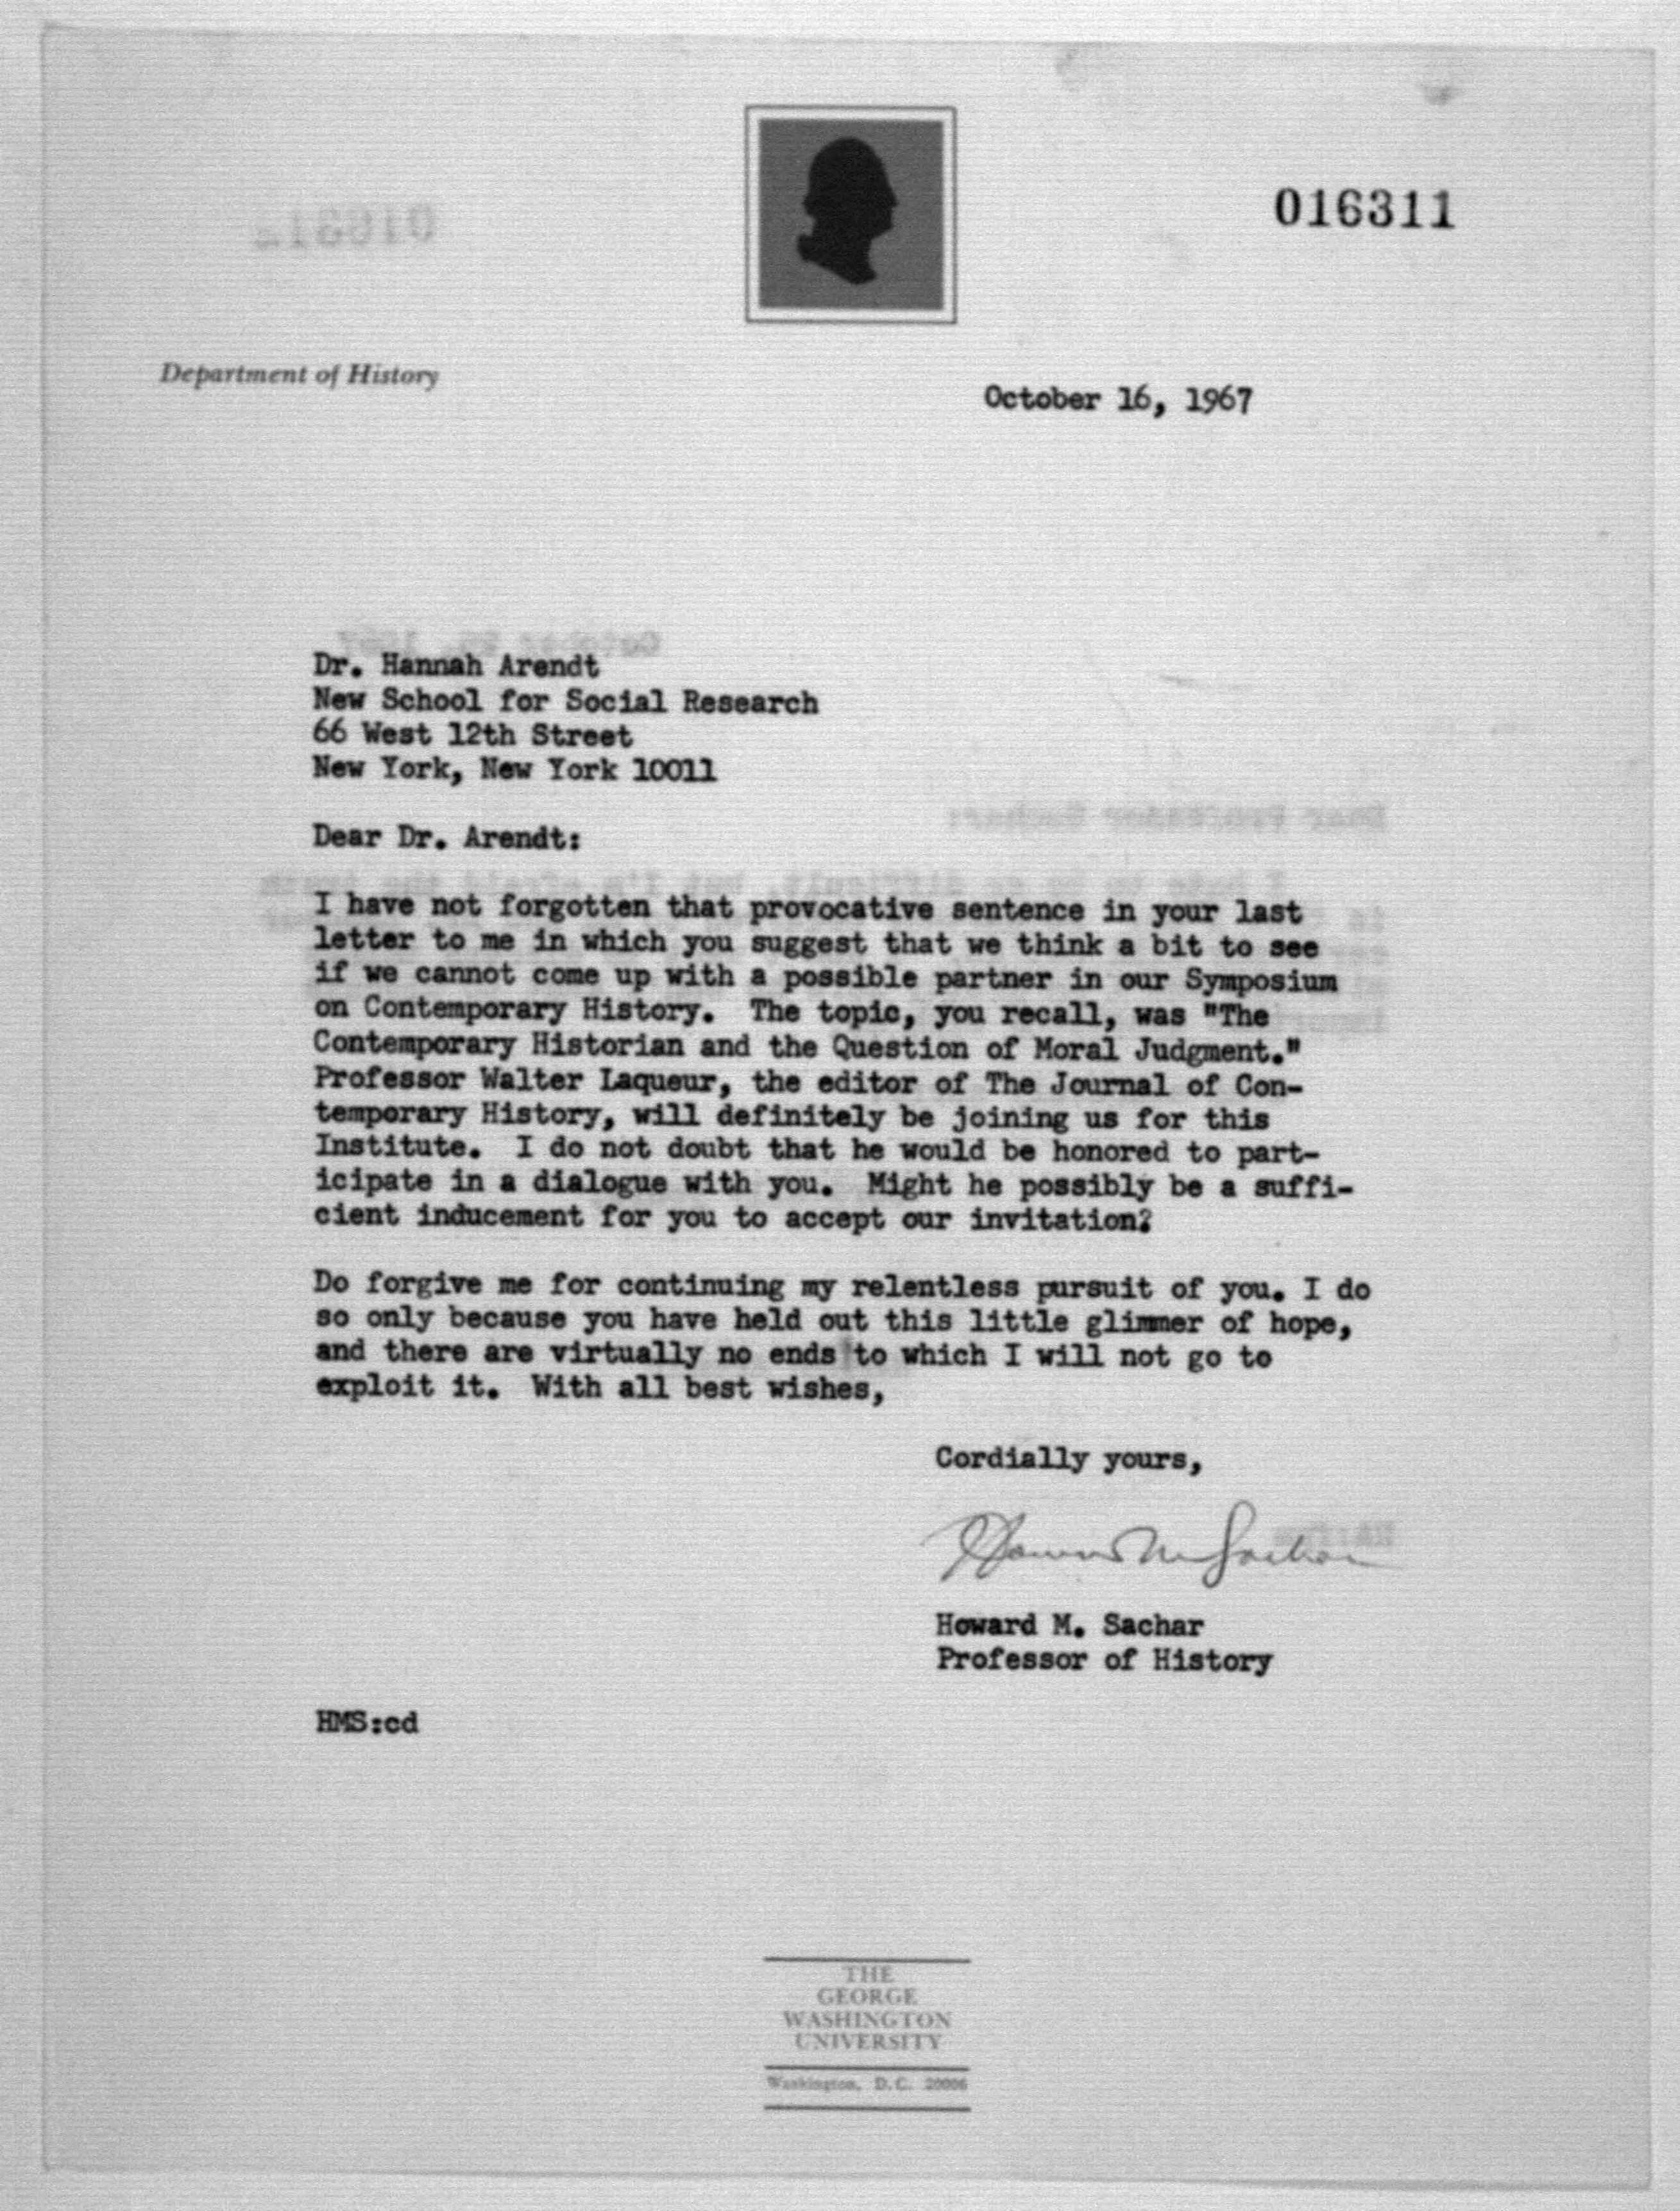 016311
Department of History
October 16, 1967
Dr. Hannah Arendt
New School for Social Research
66 West 12th Street
New York, New York 10011
Dear Dr. Arendt:
I have not forgotten that provocative sentence in your last
letter to me in which you suggest that we think a bit to see
if we cannot come up with a possible partner in our Symposium
on Contemporary History. The topic, you recall, was "The
Contemporary Historian and the Question of Moral Judgment."
Professor Walter Laqueur, the editor of The Journal of Con-
temporary History, will definitely be joining us for this
Institute. I do not doubt that he would be honored to part-
icipate in a dialogue with you. Might he possibly be a suffi-
cient inducement for you to accept our invitation?
Do forgive me for continuing my relentless pursuit of you. I do
so only because you have held out this little glimmer of hope,
and there are virtually no ends to which I will not go to
exploit it. With all best wishes,
Cordially yours,
Howard M Sachar
Howard M. Sachar
Professor of History
HMS:cd
THE
GEORGE
WASHINGTON
UNIVERSITY
Washington, D.C. 20006